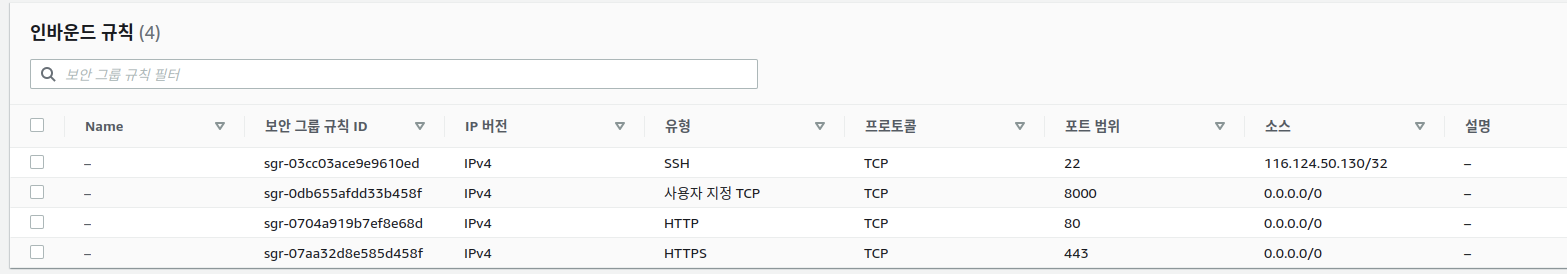 인바운드 규칙 (4)
보안 그룹 규칙 필터
Name 보안 그룹 규칙 ID IP 버전 유형 프로토콜 포트 범위 소스 설명
– sgr-03cc03ace9e9610ed IPv4 SSH TCP 22 116.124.50.130/32 –
– sgr-0db655afdd33b458f IPv4 사용자 지정 TCP TCP 8000 0.0.0.0/0 –
– sgr-0704a919b7ef8e68d IPv4 HTTP TCP 80 0.0.0.0/0 –
– sgr-07aa32d8e585d458f IPv4 HTTPS TCP 443 0.0.0.0/0 –